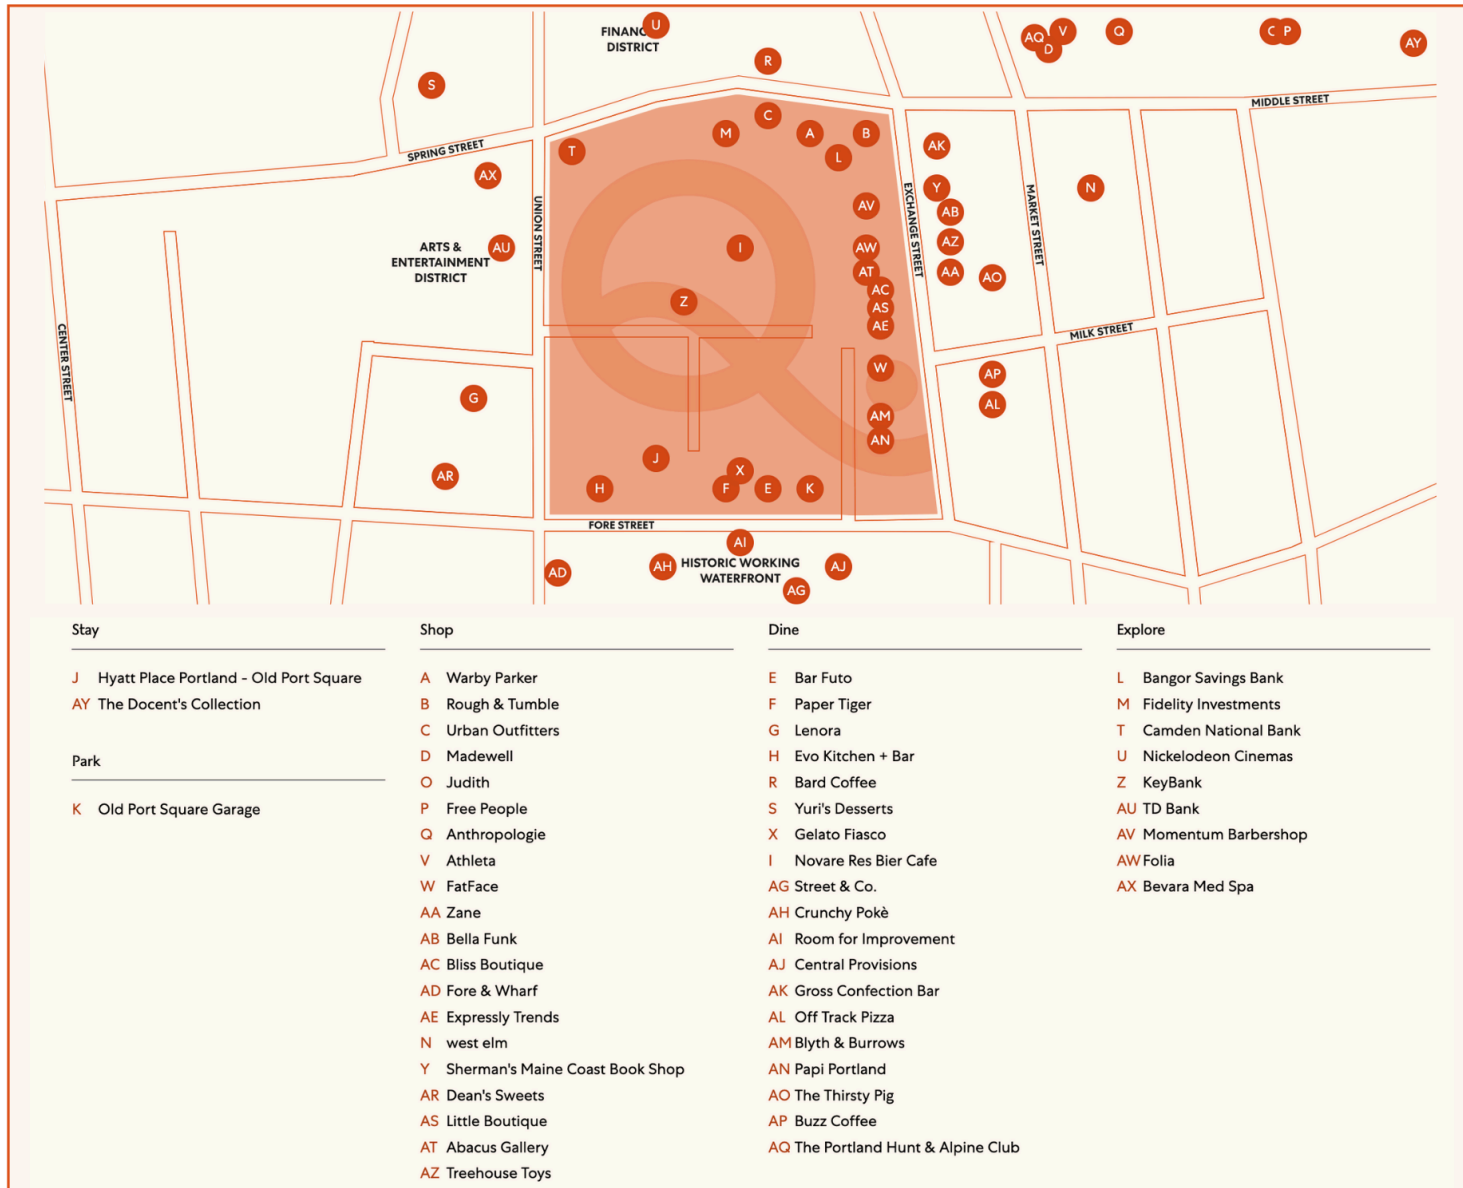 U
FINANC
DISTRICT
R
S
AQ
V
D
Q
C
P
AY
MIDDLE STREET
C
M
A
B
L
T
SPRING STREET
AX
AK
Y
N
AB
AV
EXCHANGE STREET
MARKET STREET
UNION STREET
ARTS &
ENTERTAINMENT
DISTRICT
AU
I
AW
AZ
AT
AA
AO
AC
Z
AS
AE
MILK STREET
CENTER STREET
W
AP
G
AL
AM
AN
J
X
AR
H
F
E
K
FORE STREET
AI
AD
AH
HISTORIC WORKING
WATERFRONT
AJ
AG
Stay
J Hyatt Place Portland - Old Port Square
AY The Docent's Collection
Park
K Old Port Square Garage
Shop
A Warby Parker
B Rough & Tumble
C Urban Outfitters
D Madewell
O Judith
P Free People
Q Anthropologie
V Athleta
W FatFace
AA Zane
AB Bella Funk
AC Bliss Boutique
AD Fore & Wharf
AE Expressly Trends
N west elm
Y Sherman's Maine Coast Book Shop
AR Dean's Sweets
AS Little Boutique
AT Abacus Gallery
AZ Treehouse Toys
Dine
E Bar Futo
F Paper Tiger
G Lenora
H Evo Kitchen + Bar
R Bard Coffee
S Yuri's Desserts
X Gelato Fiasco
I Novare Res Bier Cafe
AG Street & Co.
AH Crunchy Pokè
AI Room for Improvement
AJ Central Provisions
AK Gross Confection Bar
AL Off Track Pizza
AM Blyth & Burrows
AN Papi Portland
AO The Thirsty Pig
AP Buzz Coffee
AQ The Portland Hunt & Alpine Club
Explore
L Bangor Savings Bank
M Fidelity Investments
T Camden National Bank
U Nickelodeon Cinemas
Z KeyBank
AU TD Bank
AV Momentum Barbershop
AW Folia
AX Bevara Med Spa